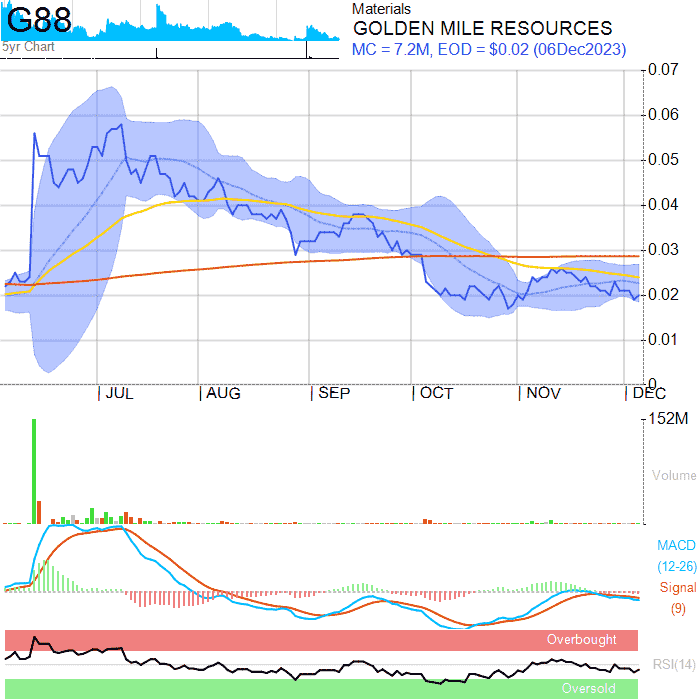 G88
5yr Chart
Materials
GOLDEN MILE RESOURCES
MC = 7.2M, EOD = $0.02 (06Dec2023)
0.07
0.06
0.05
0.04
0.03
0.02
0.01
0
JUL
AUG
SEP
OCT
NOV
DEC
152M
Volume
MACD
(12-26)
Signal
(9)
Overbought
RSI(14)
Oversold